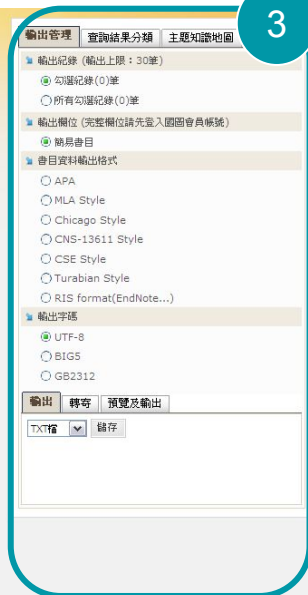 3
輸出管理 查詢結果分類 主題知識地圖
輸出紀錄 (輸出上限：30筆)
勾選紀錄(0)筆
所有勾選紀錄(0)筆
輸出欄位 (完整欄位請先登入國圖會員帳號)
簡易書目
書目資料輸出格式
APA
MLA Style
Chicago Style
CNS-13611 Style
CSE Style
Turabian Style
RIS format(EndNote...)
輸出字碼
UTF-8
BIG5
GB2312
輸出 轉寄 預覽及輸出
TXT檔 儲存